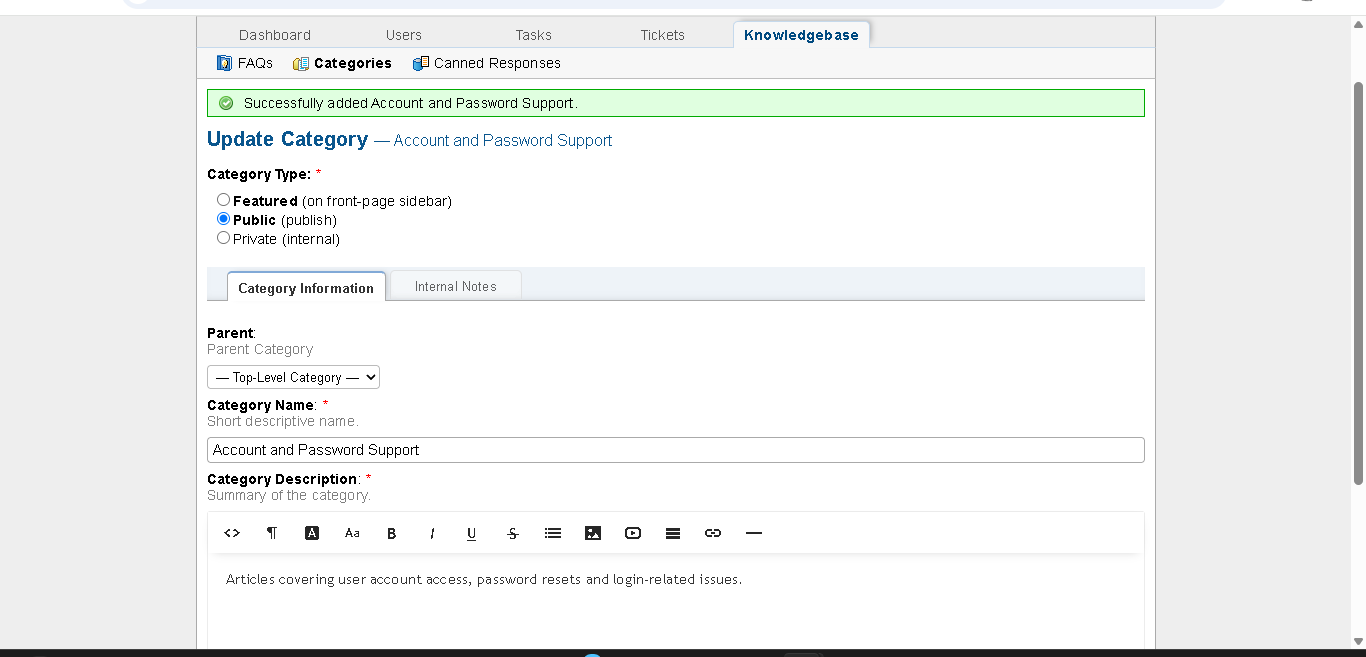 Dashboard Users Tasks Tickets Knowledgebase
FAQs Categories Canned Responses
Successfully added Account and Password Support.
Update Category — Account and Password Support
Category Type: *
Featured (on front-page sidebar)
Public (publish)
Private (internal)
Category Information Internal Notes
Parent:
Parent Category
— Top-Level Category —
Category Name: *
Short descriptive name.
Account and Password Support
Category Description: *
Summary of the category.
<> ¶ A Aa B I U S
Articles covering user account access, password resets and login-related issues.